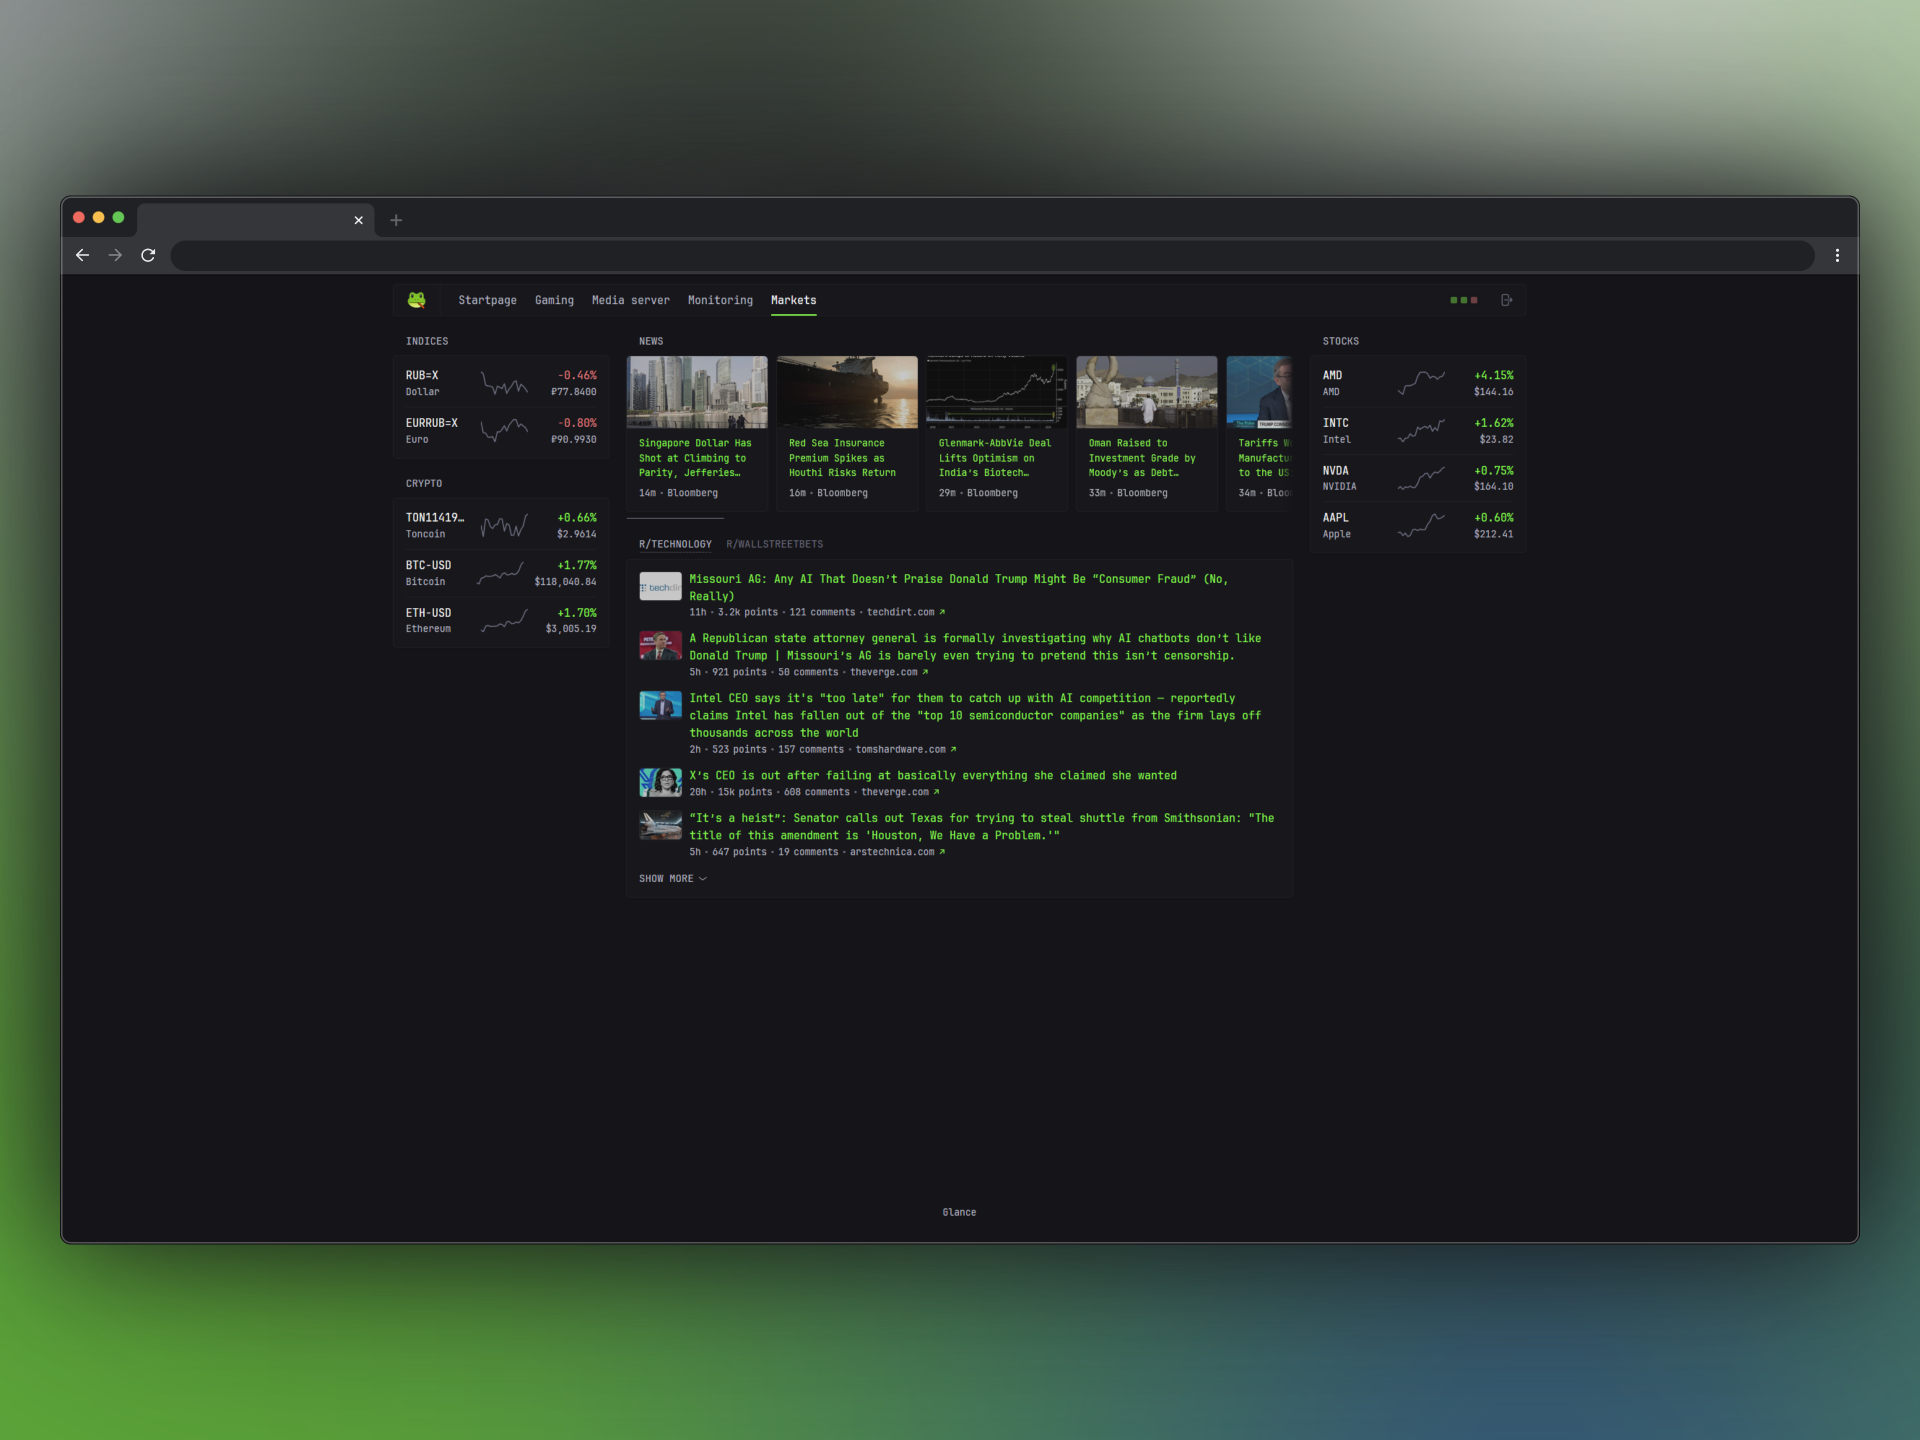 Startpage
Gaming
Media server
Monitoring
Markets
INDICES
RUB=X
-0.46%
Dollar
₽77.8400
EURRUB=X
-0.80%
Euro
₽90.9930
CRYPTO
TON11419…
+0.66%
Toncoin
$2.9614
BTC-USD
+1.77%
Bitcoin
$118,040.84
ETH-USD
+1.70%
Ethereum
$3,005.19
NEWS
Singapore Dollar Has
Shot at Climbing to
Parity, Jefferies…
14m · Bloomberg
Red Sea Insurance
Premium Spikes as
Houthi Risks Return
16m · Bloomberg
Glenmark-AbbVie Deal
Lifts Optimism on
India's Biotech…
29m · Bloomberg
Oman Raised to
Investment Grade by
Moody's as Debt…
33m · Bloomberg
Tariffs
Manufactu
to the US
34m · Bloo
R/TECHNOLOGY
R/WALLSTREETBETS
techdir
Missouri AG: Any AI That Doesn't Praise Donald Trump Might Be “Consumer Fraud” (No,
Really)
11h · 3.2k points · 121 comments · techdirt.com
A Republican state attorney general is formally investigating why AI chatbots don't like
Donald Trump | Missouri's AG is barely even trying to pretend this isn't censorship.
5h · 921 points · 50 comments · theverge.com
Intel CEO says it's "too late" for them to catch up with AI competition — reportedly
claims Intel has fallen out of the "top 10 semiconductor companies" as the firm lays off
thousands across the world
2h · 523 points · 157 comments · tomshardware.com
X's CEO is out after failing at basically everything she claimed she wanted
20h · 15k points · 608 comments · theverge.com
“It's a heist”: Senator calls out Texas for trying to steal shuttle from Smithsonian: "The
title of this amendment is 'Houston, We Have a Problem.'"
5h · 647 points · 19 comments · arstechnica.com
SHOW MORE
STOCKS
AMD
+4.15%
AMD
$144.16
INTC
+1.62%
Intel
$23.82
NVDA
+0.75%
NVIDIA
$164.10
AAPL
+0.60%
Apple
$212.41
Glance